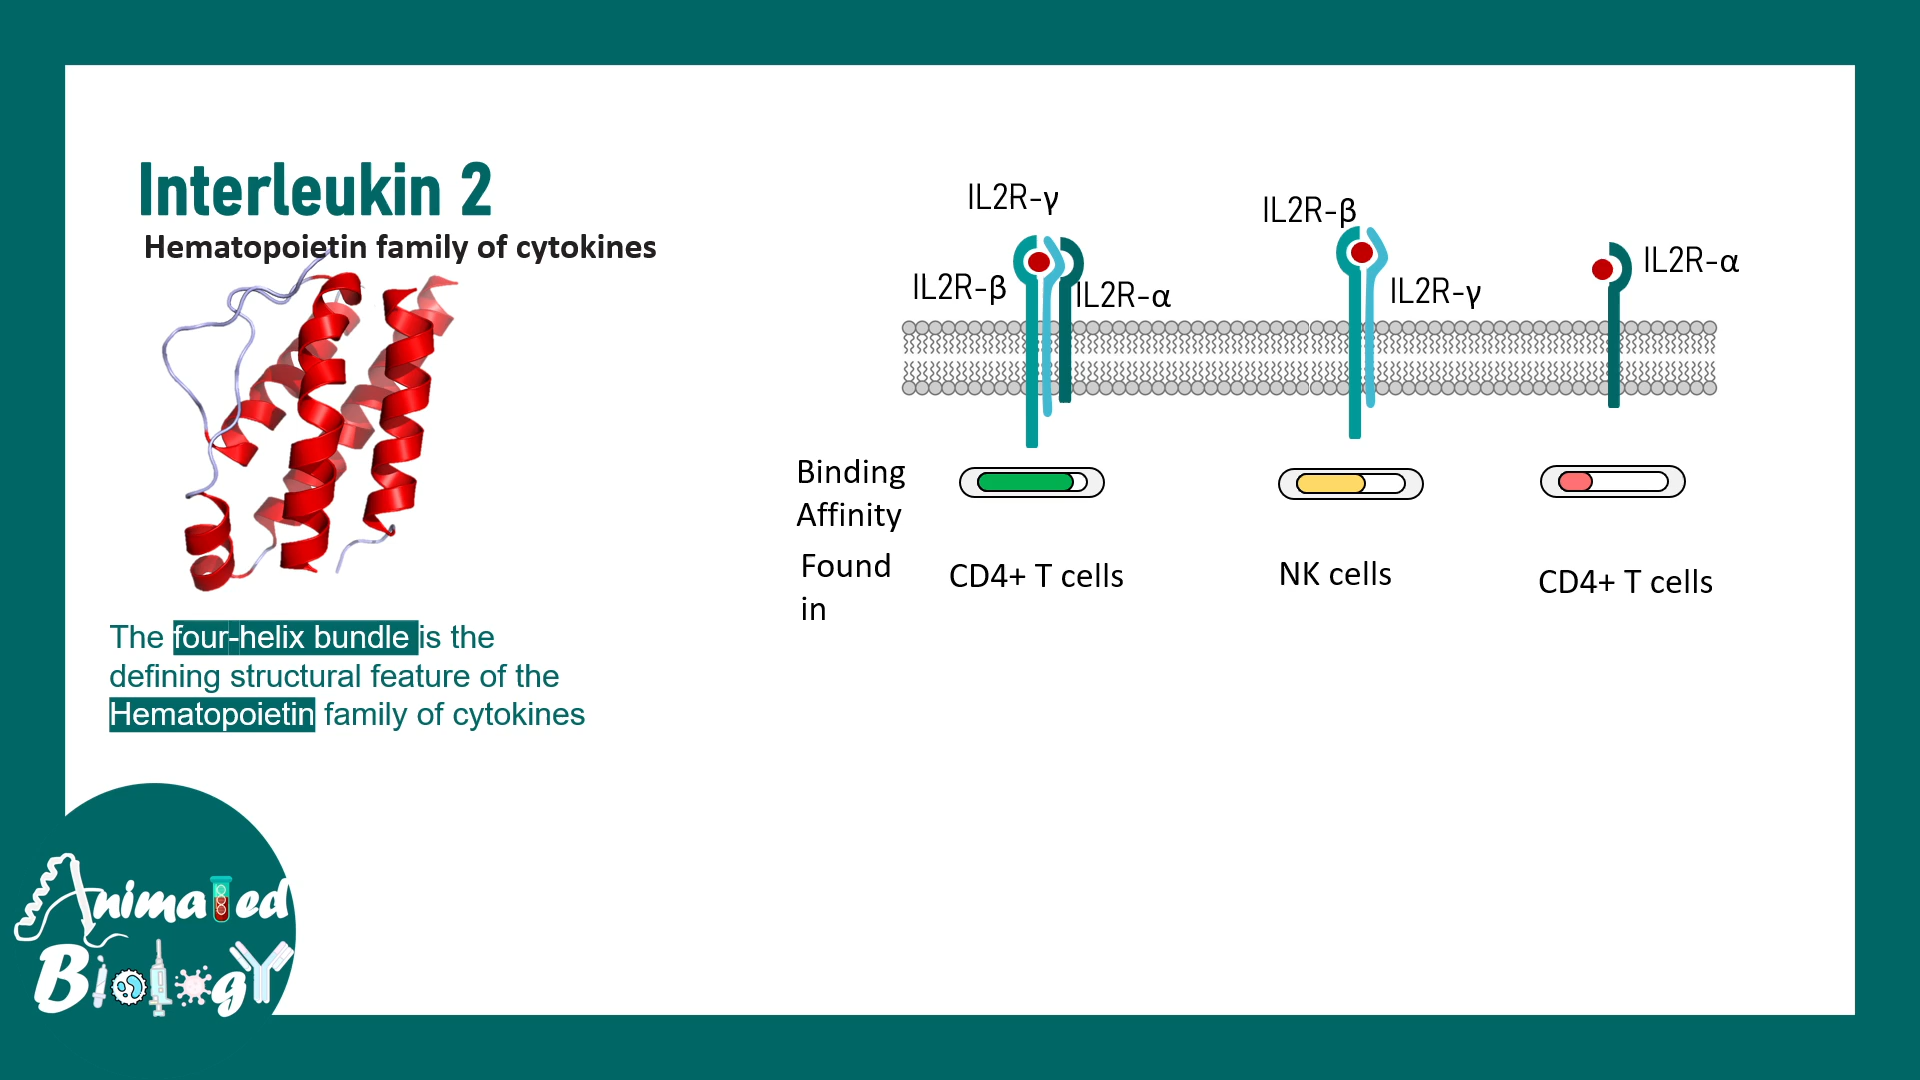 Interleukin 2
Hematopoietin family of cytokines
The four-helix bundle is the
defining structural feature of the
Hematopoietin family of cytokines
IL2R-γ
IL2R-β
IL2R-α
IL2R-β
IL2R-γ
IL2R-α
Binding
Affinity
Found
in
CD4+ T cells
NK cells
CD4+ T cells
Animated
Biology